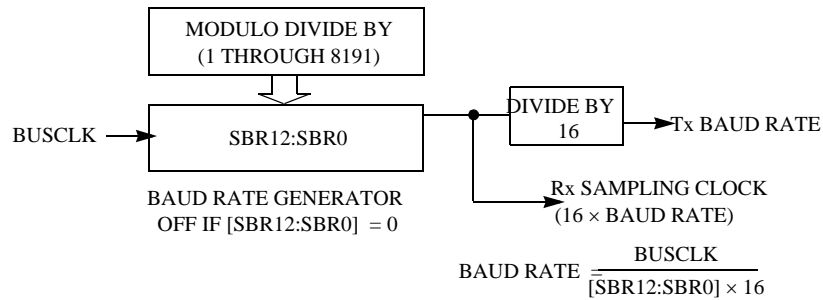 MODULO DIVIDE BY
(1 THROUGH 8191)
BUSCLK
SBR12:SBR0
DIVIDE BY
16
Tx BAUD RATE
BAUD RATE GENERATOR
OFF IF [SBR12:SBR0] = 0
Rx SAMPLING CLOCK
(16 × BAUD RATE)
BAUD RATE =
BUSCLK
[SBR12:SBR0] × 16